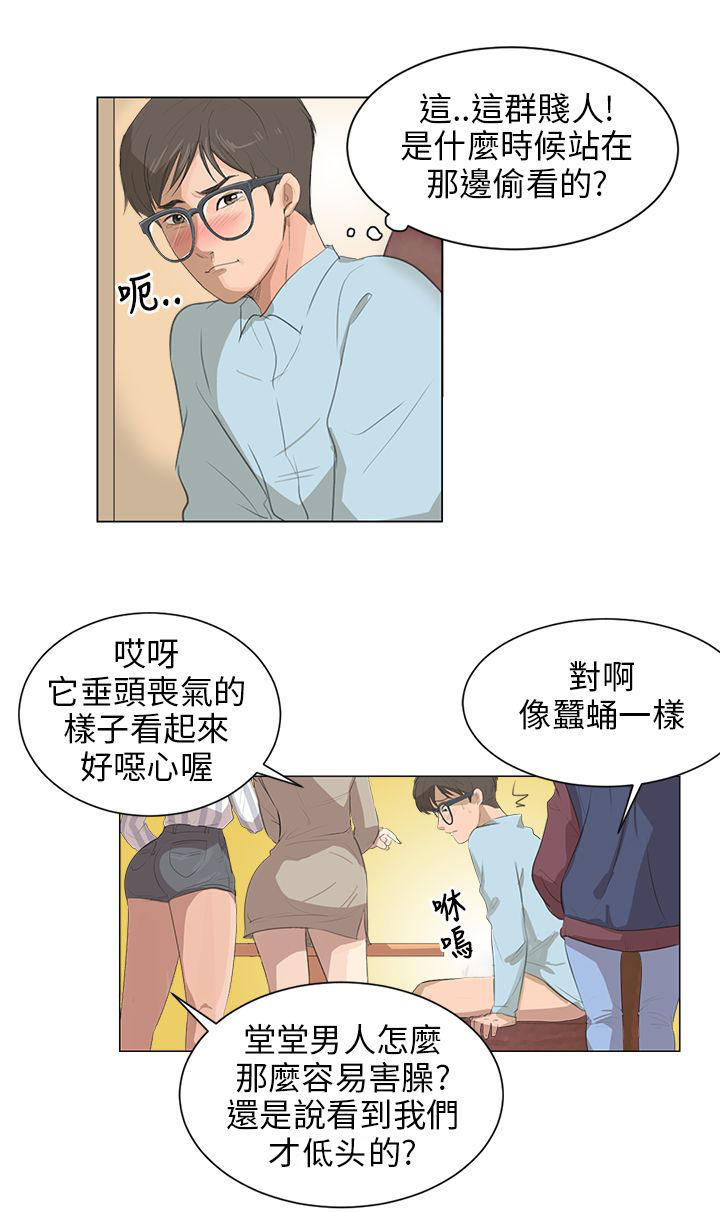 這..這群賤人!
是什麼時候站在
那邊偷看的?
呃..
哎呀
它垂頭喪氣的
樣子看起來
好噁心喔
對啊
像蠶蛹一樣
咻
嗚
堂堂男人怎麼
那麼容易害臊?
還是說看到我們
才低头的?